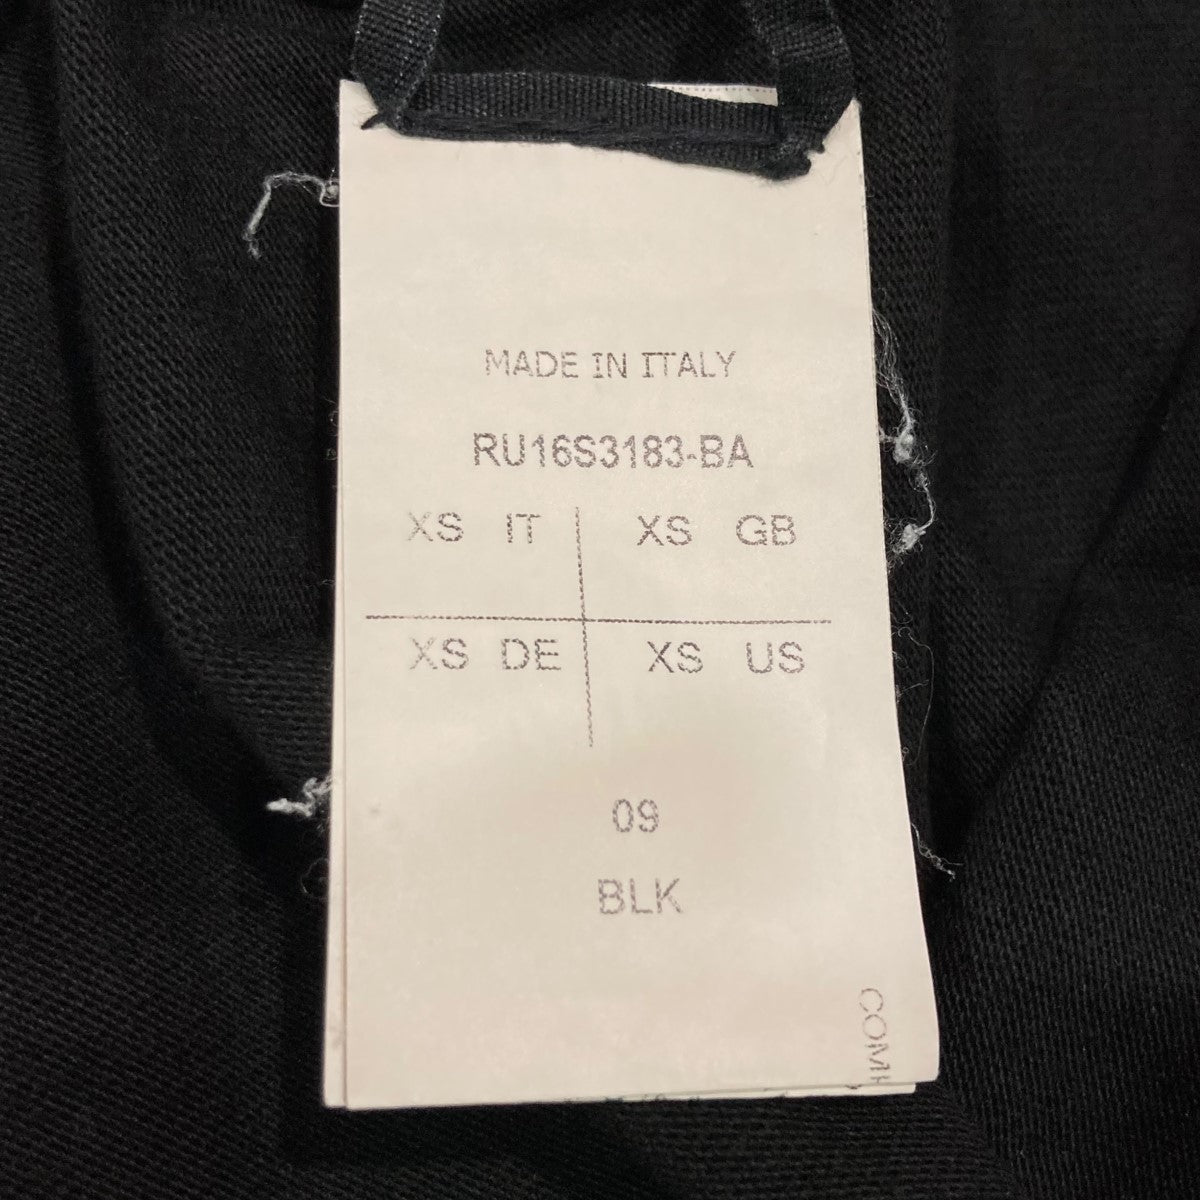 MADE IN ITALY
RU16S3183-BA
XS IT XS GB
XS DE XS US
09
BLK